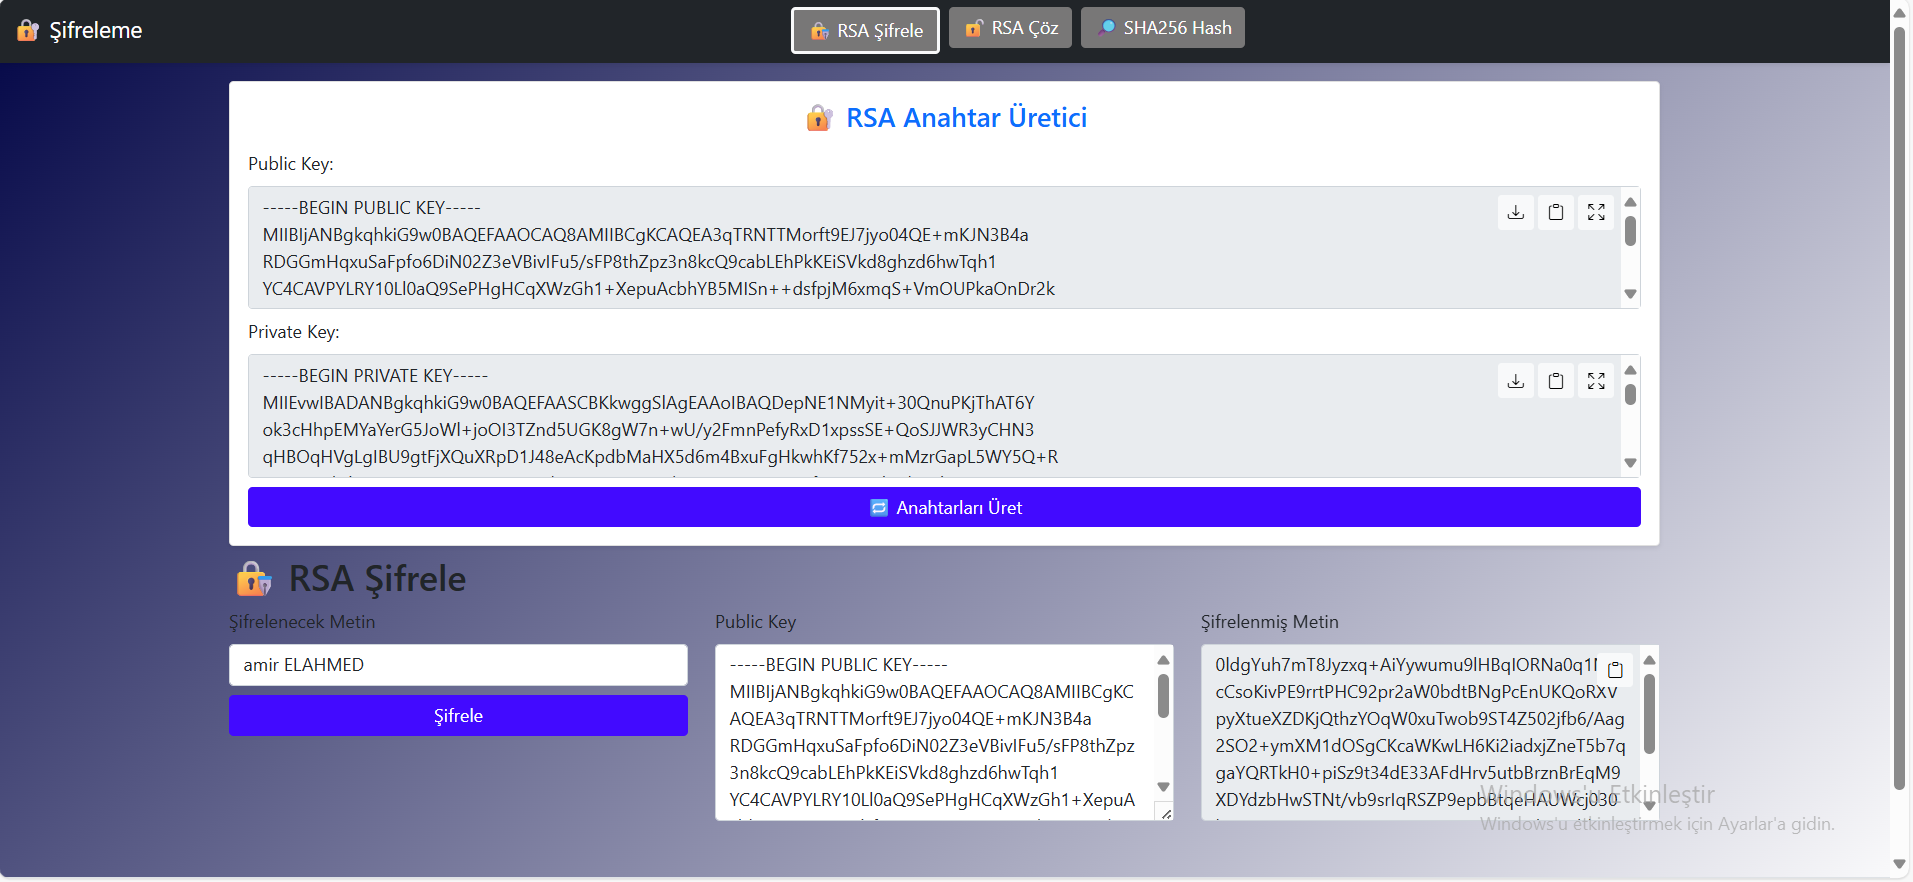 Şifreleme
RSA Şifrele
RSA Çöz
SHA256 Hash
RSA Anahtar Üretici
Public Key:
-----BEGIN PUBLIC KEY-----
MIIBIjANBgkqhkiG9w0BAQEFAAOCAQ8AMIIBCgKCAQEA3qTRNTTMorft9EJ7jyo04QE+mKJN3B4a
RDGGmHqxuSaFpfo6DiN02Z3eVBivIFu5/sFP8thZpz3n8kcQ9cabLEhPkKEiSVkd8ghzd6hwTqh1
YC4CAVPYLRY10Ll0aQ9SePHgHCqXWzGh1+XepuAcbhYB5MISn++dsfpjM6xmqS+VmOUPkaOnDr2k
Private Key:
-----BEGIN PRIVATE KEY-----
MIIEvwIBADANBgkqhkiG9w0BAQEFAASCBKkwggSlAgEAAoIBAQDepNE1NMyit+30QnuPKjThAT6Y
ok3cHhpEMYaYerG5JoWl+joOI3TZnd5UGK8gW7n+wU/y2FmnPefyRxD1xpssSE+QoSJJWR3yCHN3
qHBOqHVgLgIBU9gtFjXQuXRpD1J48eAcKpdbMaHX5d6m4BxuFgHkwhKf752x+mMzrGapL5WY5Q+R
Anahtarları Üret
RSA Şifrele
Şifrelenecek Metin
amir ELAHMED
Şifrele
Public Key
-----BEGIN PUBLIC KEY-----
MIIBIjANBgkqhkiG9w0BAQEFAAOCAQ8AMIIBCgKC
AQEA3qTRNTTMorft9EJ7jyo04QE+mKJN3B4a
RDGGmHqxuSaFpfo6DiN02Z3eVBivIFu5/sFP8thZpz
3n8kcQ9cabLEhPkKEiSVkd8ghzd6hwTqh1
YC4CAVPYLRY10Ll0aQ9SePHgHCqXWzGh1+XepuA
Şifrelenmiş Metin
cCsoKivPE9rrtPHC92pr2aW0bdtBNgPcEnUKQoRXV
pyXtueXZDKjQthzYOqW0xuTwob9ST4Z502jfb6/Aag
2SO2+ymXM1dOSgCKcaWKwLH6Ki2iadxjZneT5b7q
gaYQRTkH0+piSz9t34dE33AFdHrv5utbBrznBrEqM9
XDYdzbHwSTNt/vb9srIqRSZP9epbBtqeHAUWcj030
Windows'u Etkinleştir
Windows'u etkinleştirmek için Ayarlar'a gidin.